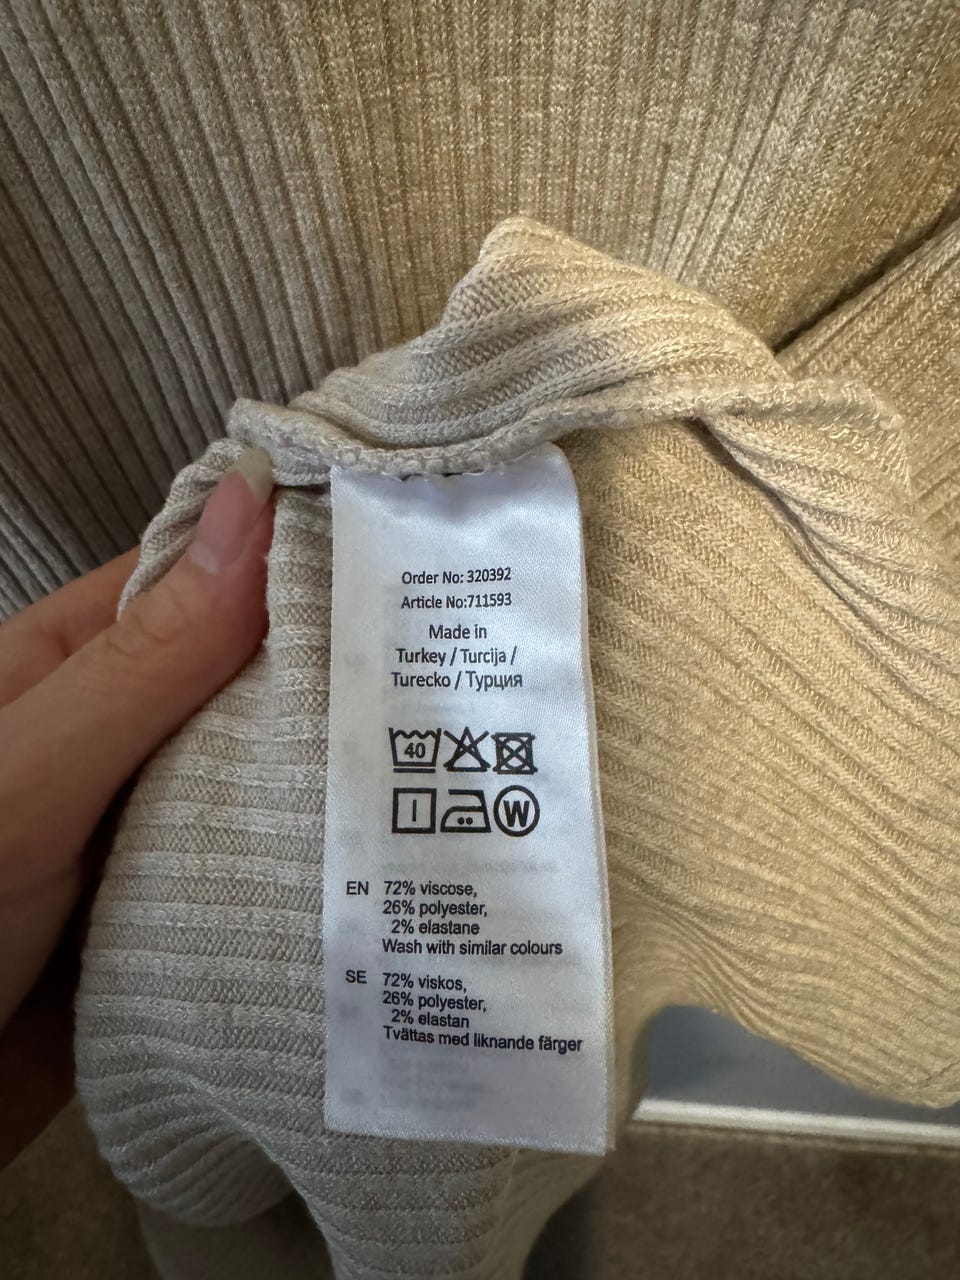 Order No: 320392
Article No:711593
Made in
Turkey / Turcija /
Turecko / Турция
40
W
EN 72% viscose,
26% polyester,
2% elastane
Wash with similar colours
SE 72% viskos,
26% polyester,
2% elastan
Tvättas med liknande färger